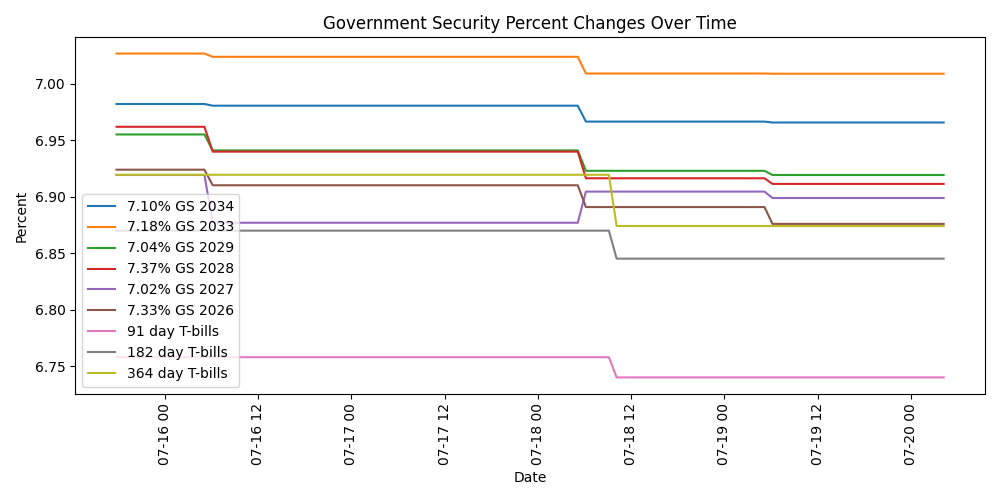 Government Security Percent Changes Over Time
Percent
7.00
6.95
6.90
6.85
6.80
6.75
7.10% GS 2034
7.18% GS 2033
7.04% GS 2029
7.37% GS 2028
7.02% GS 2027
7.33% GS 2026
91 day T-bills
182 day T-bills
364 day T-bills
07-16 00
07-16 12
07-17 00
07-17 12
07-18 00
07-18 12
07-19 00
07-19 12
07-20 00
Date